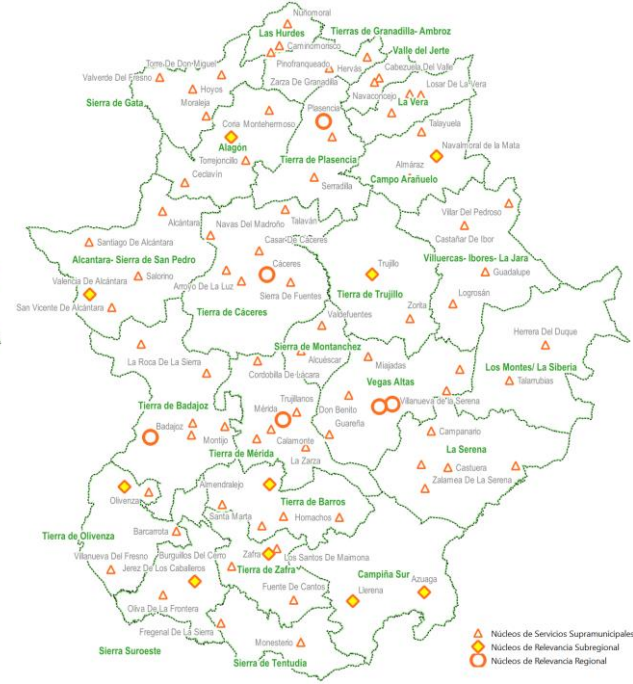 Nuñomoral
Las Hurdes
Tierras de Granadilla- Ambroz
Caminomorisco
Valle del Jerte
Torre De Don Miguel
Pinofranqueado
Hervás
Cabezuela Del Valle
Valverde Del Fresno
Zarza De Granadilla
Losar De La Vera
Hoyos
Navaconcejo
Sierra de Gata
Moraleja
Plasencia
La Vera
Coria
Montehermoso
Talayuela
Alagón
Navalmoral de la Mata
Torrejoncillo
Tierra de Plasencia
Almáraz
Ceclavín
Serradilla
Campo Arañuelo
Villar Del Pedroso
Alcántara
Navas Del Madroño
Talaván
Castañar De Ibor
Santiago De Alcántara
Casar De Cáceres
Alcantara- Sierra de San Pedro
Cáceres
Trujillo
Villuercas- Ibores- La Jara
Valencia De Alcántara
Salorino
Guadalupe
Arroyo De La Luz
Sierra De Fuentes
Tierra de Trujillo
San Vicente De Alcántara
Tierra de Cáceres
Zorita
Logrosán
Valdefuentes
Herrera Del Duque
Sierra de Montanchez
La Roca De La Sierra
Alcuéscar
Miajadas
Los Montes/ La Siberia
Cordobilla De Lácara
Vegas Altas
Talarrubias
Trujillanos
Tierra de Badajoz
Mérida
Don Benito
Villanueva de la Serena
Badajoz
Guareña
Campanario
Montijo
Calamonte
La Serena
Tierra de Mérida
La Zarza
Castuera
Almendralejo
Zalamea De La Serena
Olivenza
Tierra de Barros
Santa Marta
Hornachos
Barcarrota
Tierra de Olivenza
Villanueva Del Fresno
Burguillos Del Cerro
Zafra
Los Santos De Maimona
Jerez De Los Caballeros
Tierra de Zafra
Campiña Sur
Azuaga
Fuente De Cantos
Llerena
Oliva De La Frontera
Fregenal De La Sierra
Monesterio
Sierra Suroeste
Sierra de Tentudia
Núcleos de Servicios Supramunicipales
Núcleos de Relevancia Subregional
Núcleos de Relevancia Regional